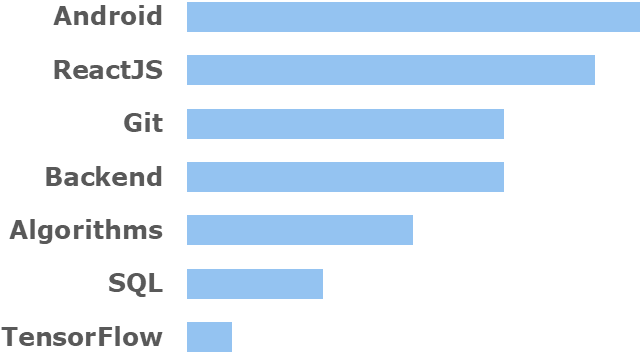 Android
ReactJS
Git
Backend
Algorithms
SQL
TensorFlow